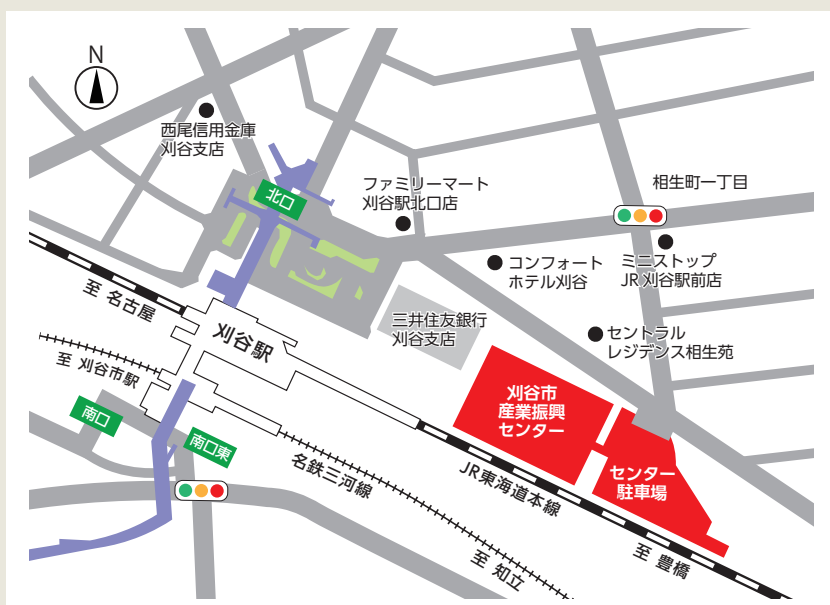 N
西尾信用金庫
刈谷支店
北口
ファミリーマート
刈谷駅北口店
相生町一丁目
コンフォート
ホテル刈谷
ミニストップ
JR 刈谷駅前店
至 名古屋
刈谷駅
三井住友銀行
刈谷支店
セントラル
レジデンス相生苑
至 刈谷市駅
刈谷市
産業振興
センター
南口
南口東
名鉄三河線
JR東海道本線
センター
駐車場
至 知立
至 豊橋